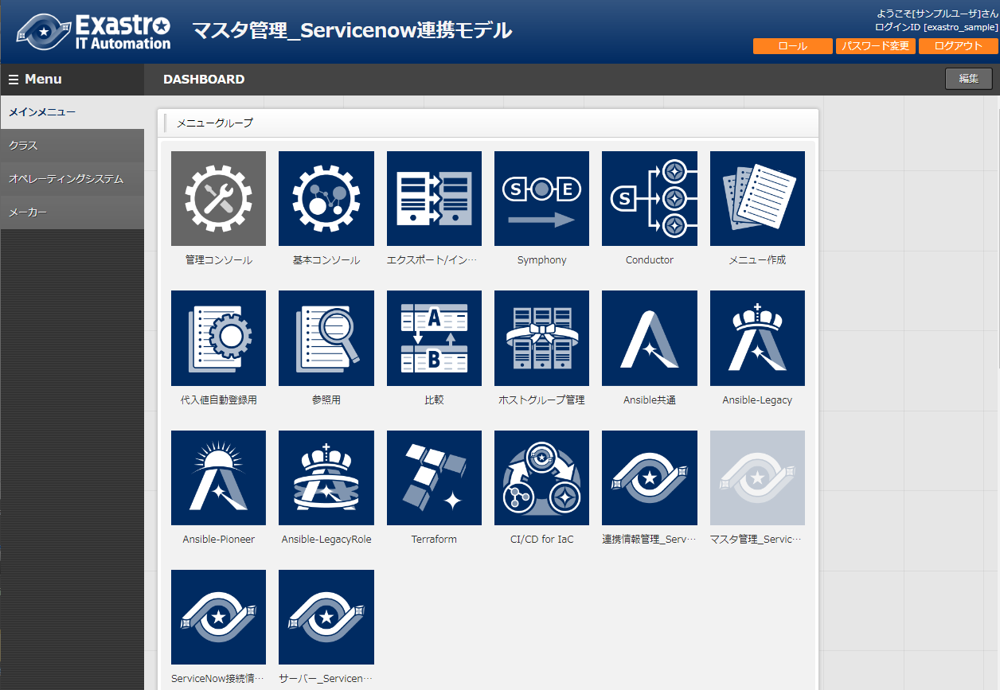 Exastro
IT Automation
マスタ管理_Servicenow連携モデル
ようこそ[サンプルユーザ]さん
ログインID [exastro_sample]
ロール
パスワード変更
ログアウト
Menu
DASHBOARD
編集
メインメニュー
クラス
オペレーティングシステム
メーカー
メニューグループ
S E
S
管理コンソール
基本コンソール
エクスポート/イン…
Symphony
Conductor
メニュー作成
A
B
代入値自動登録用
参照用
比較
ホストグループ管理
Ansible共通
Ansible-Legacy
Ansible-Pioneer
Ansible-LegacyRole
Terraform
CI/CD for IaC
連携情報管理_Serv…
マスタ管理_Servic…
ServiceNow接続情…
サーバー_Servicen…